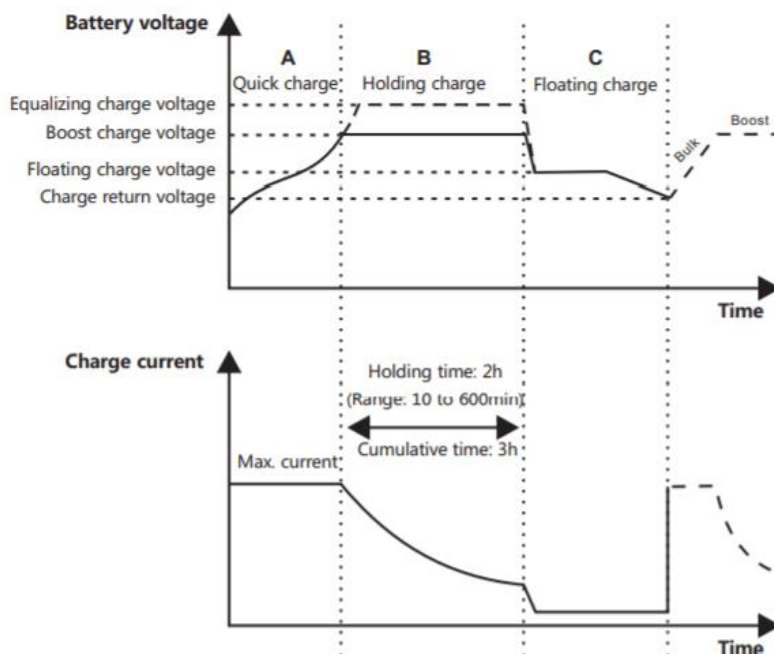 Battery voltage
A
B
C
Quick charge
Holding charge
Floating charge
Equalizing charge voltage
Boost charge voltage
Floating charge voltage
Charge return voltage
Bulk
Boost
Time
Charge current
Holding time: 2h
(Range: 10 to 600min)
Cumulative time: 3h
Max. current
Time